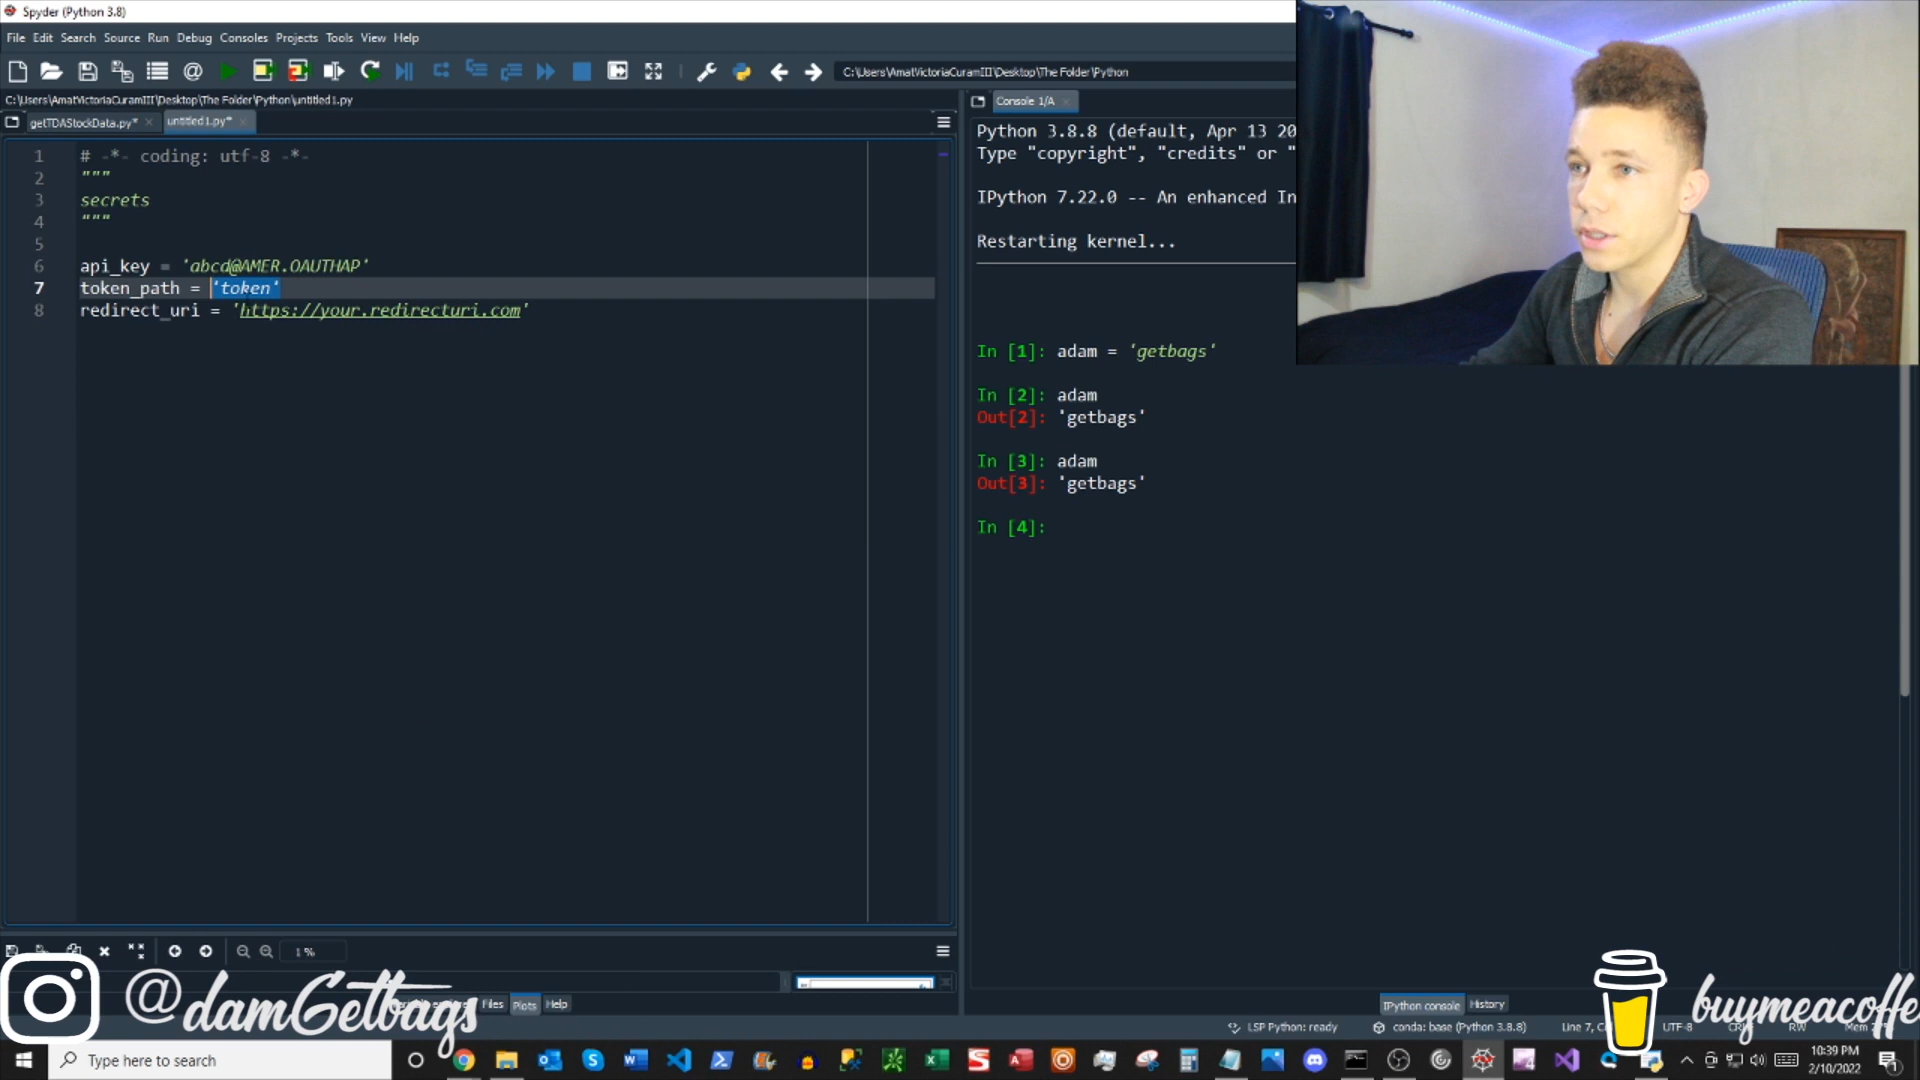 Spyder (Python 3.8)
File Edit Search Source Run Debug Consoles Projects Tools View Help
C:\Users\AmatVictoriaCuramIII\Desktop\The Folder\Python
C:\Users\AmatVictoriaCuramIII\Desktop\The Folder\Python\untitled1.py
getTDAStockData.py* untitled1.py*
Console 1/A
1 # -*- coding: utf-8 -*-
2 """
3 secrets
4 """
5
6 api_key = 'abcd@AMER.OAUTHAP'
7 token_path = 'token'
8 redirect_uri = 'https://your.redirecturi.com'
Python 3.8.8 (default, Apr 13 20
Type "copyright", "credits" or "
IPython 7.22.0 -- An enhanced In
Restarting kernel...
In [1]: adam = 'getbags'
In [2]: adam
Out[2]: 'getbags'
In [3]: adam
Out[3]: 'getbags'
In [4]:
1 %
Files Plots Help
@damGetbags
IPython console History
buymeacoffe
LSP Python: ready conda: base (Python 3.8.8) Line 7, UTF-8 RW
Type here to search
10:39 PM
2/10/2022